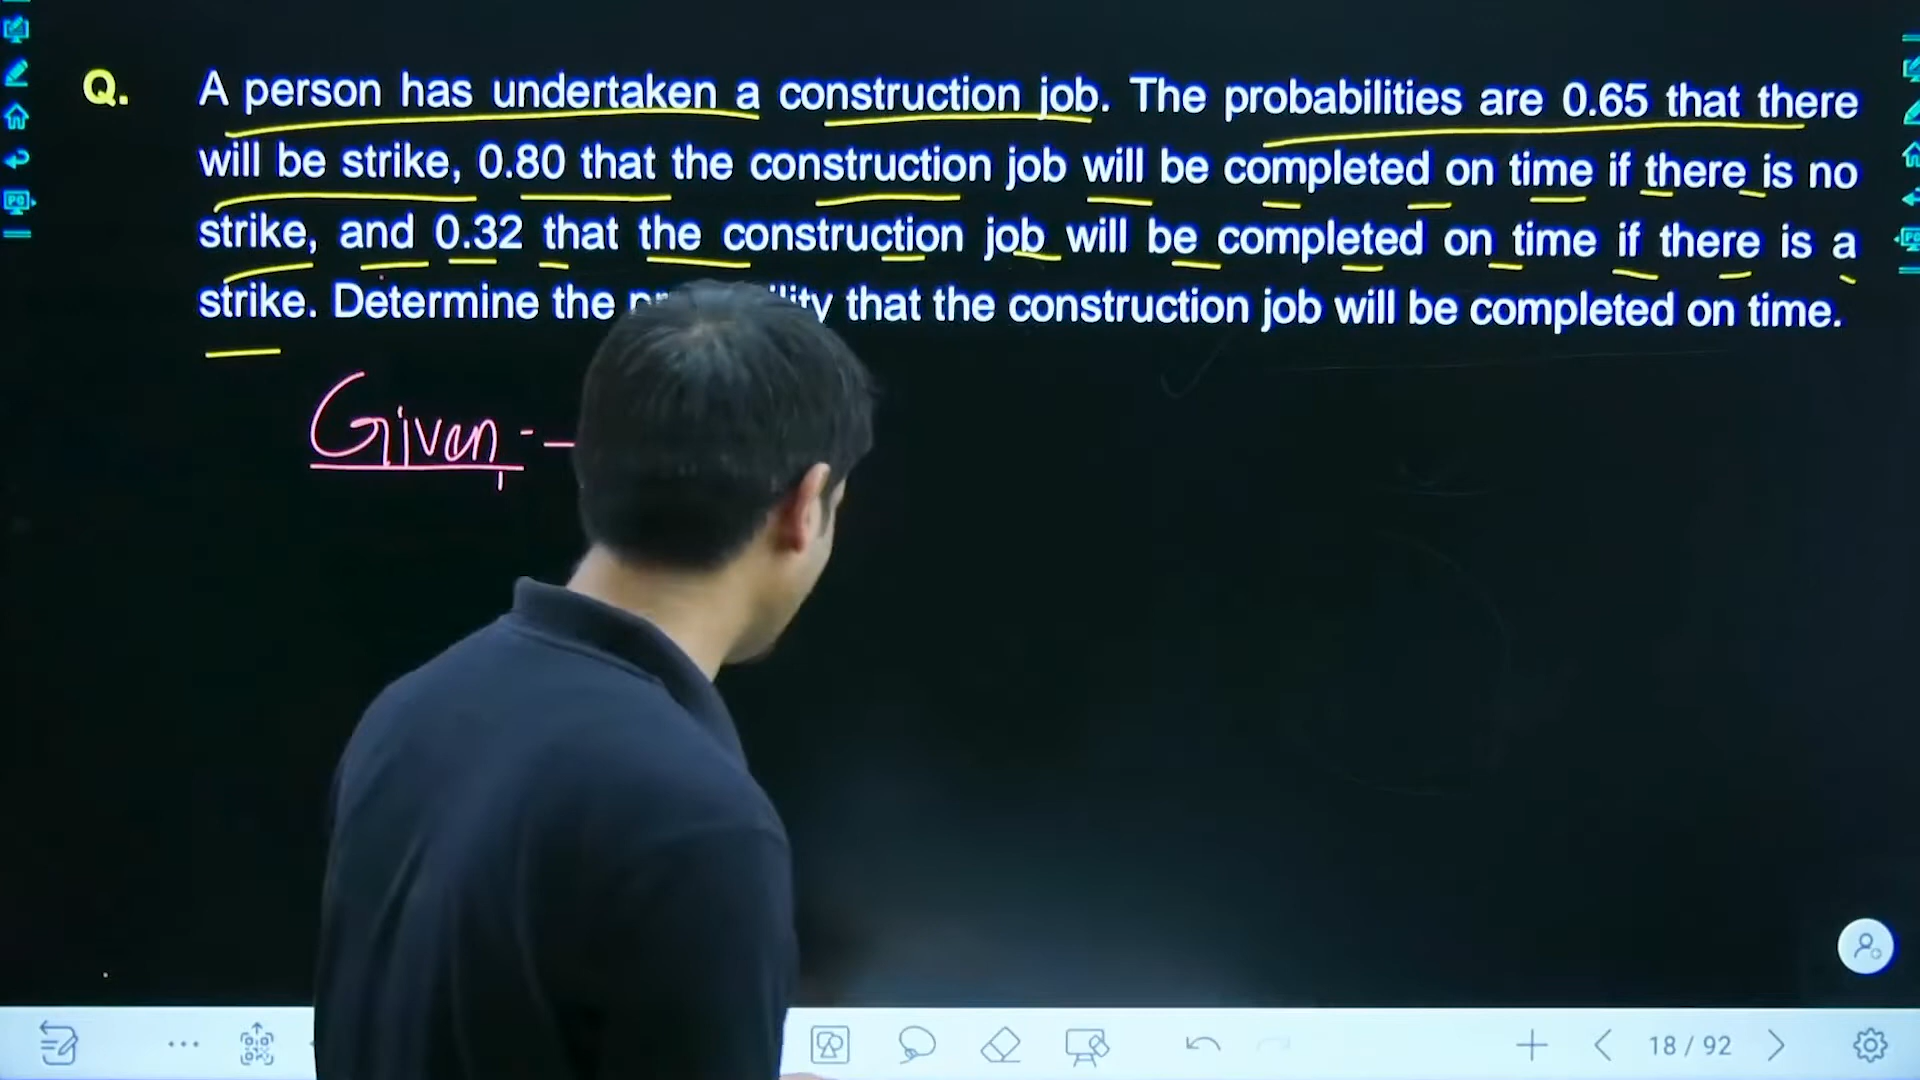 Q. A person has undertaken a construction job. The probabilities are 0.65 that there
will be strike, 0.80 that the construction job will be completed on time if there is no
strike, and 0.32 that the construction job will be completed on time if there is a
strike. Determine the that the construction job will be completed on time.
Given :-
18 / 92